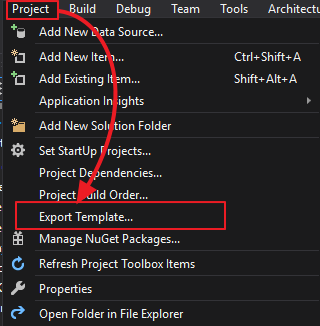 Project Build Debug Team Tools Architectu
Add New Data Source...
Add New Item... Ctrl+Shift+A
Add Existing Item... Shift+Alt+A
Application Insights
Add New Solution Folder
Set StartUp Projects...
Project Dependencies...
Project Build Order...
Export Template...
Manage NuGet Packages...
Refresh Project Toolbox Items
Properties
Open Folder in File Explorer